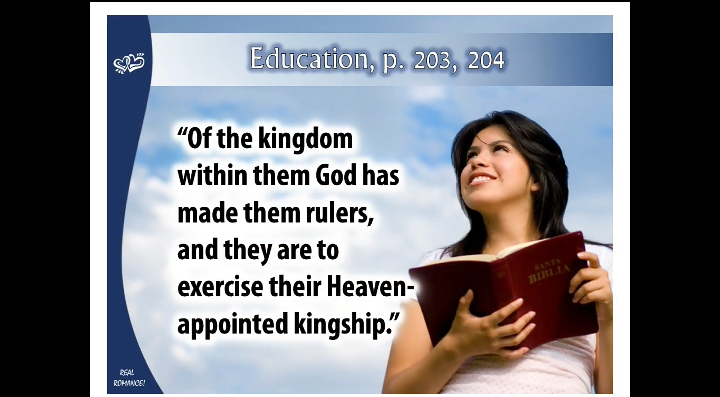 Education, p. 203, 204
“Of the kingdom
within them God has
made them rulers,
and they are to
exercise their Heaven-
appointed kingship.”
SANTA
BIBLIA
REAL
ROMANCE!